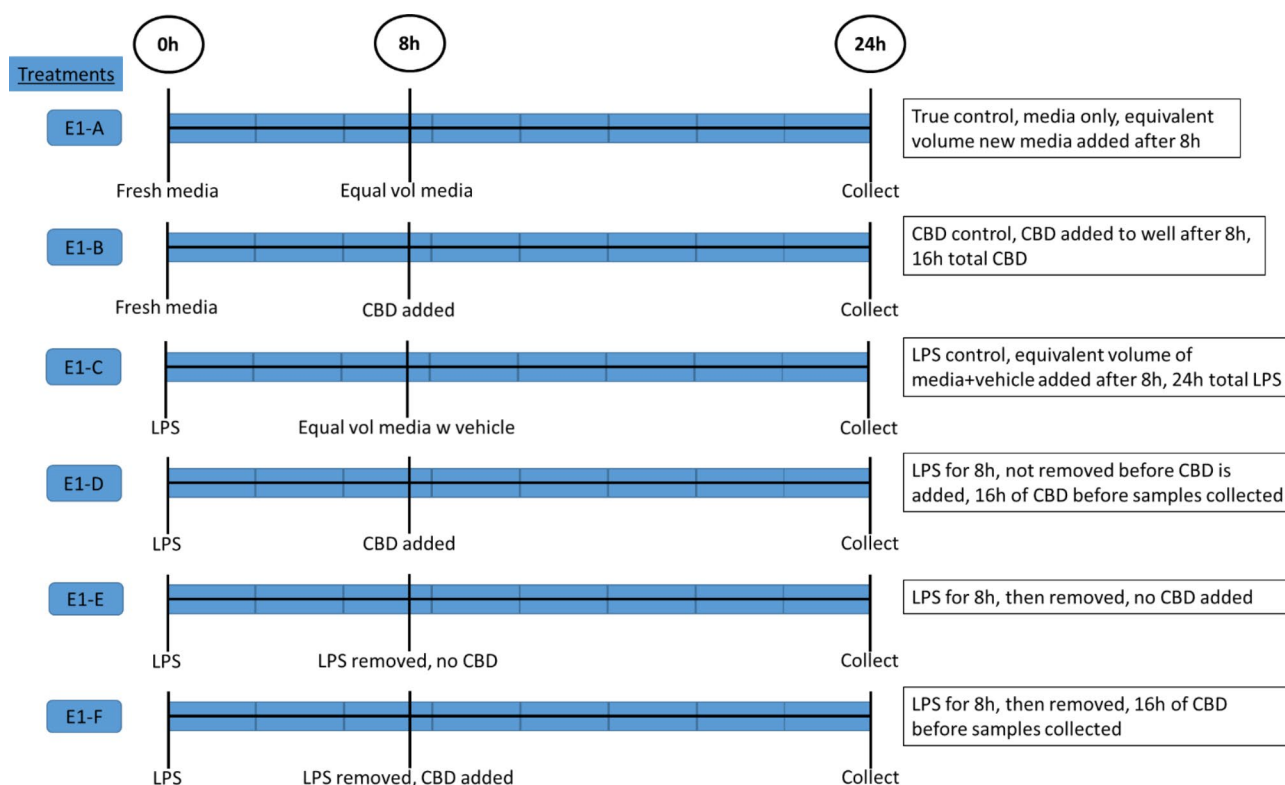 0h
8h
24h
Treatments
E1-A
True control, media only, equivalent
volume new media added after 8h
Fresh media
Equal vol media
Collect
E1-B
CBD control, CBD added to well after 8h,
16h total CBD
Fresh media
CBD added
Collect
E1-C
LPS control, equivalent volume of
media+vehicle added after 8h, 24h total LPS
LPS
Equal vol media w vehicle
Collect
E1-D
LPS for 8h, not removed before CBD is
added, 16h of CBD before samples collected
LPS
CBD added
Collect
E1-E
LPS for 8h, then removed, no CBD added
LPS
LPS removed, no CBD
Collect
E1-F
LPS for 8h, then removed, 16h of CBD
before samples collected
LPS
LPS removed, CBD added
Collect